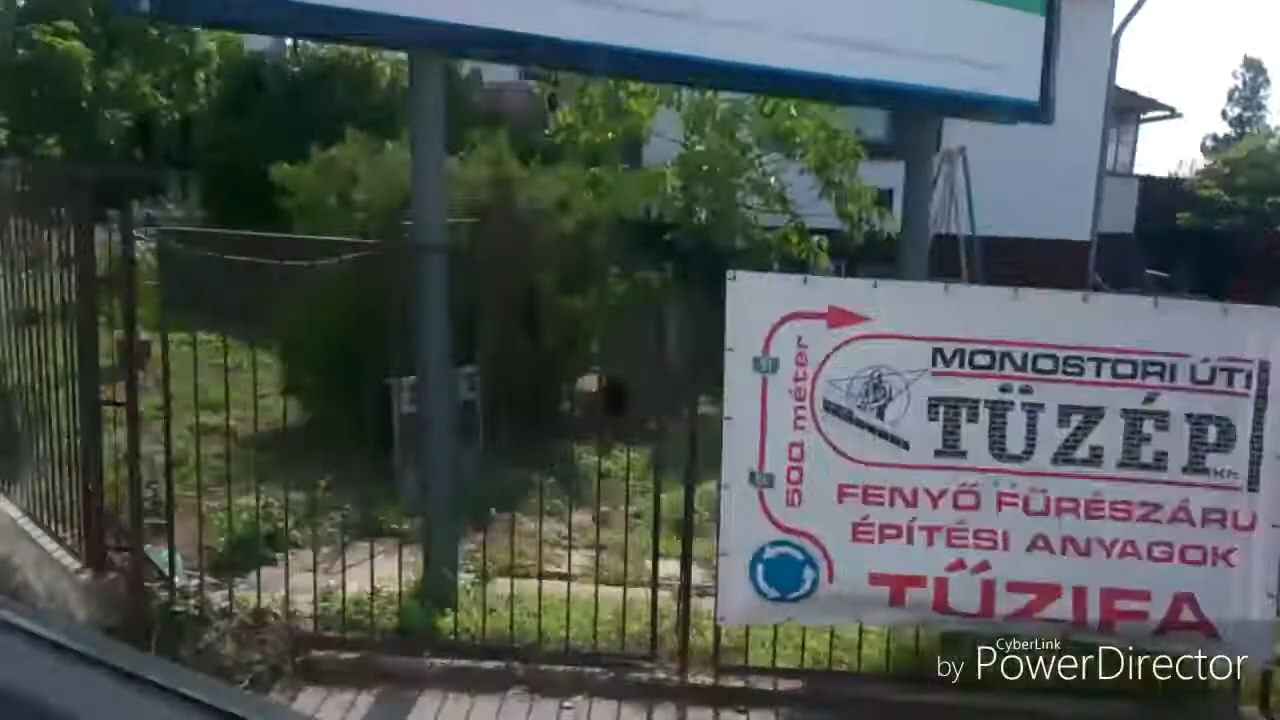 MONOSTORI ÚTI
TÜZÉP
Kft.
500 méter
FENYŐ FŰRÉSZÁRU
ÉPÍTÉSI ANYAGOK
TŰZIFA
CyberLink
by PowerDirector